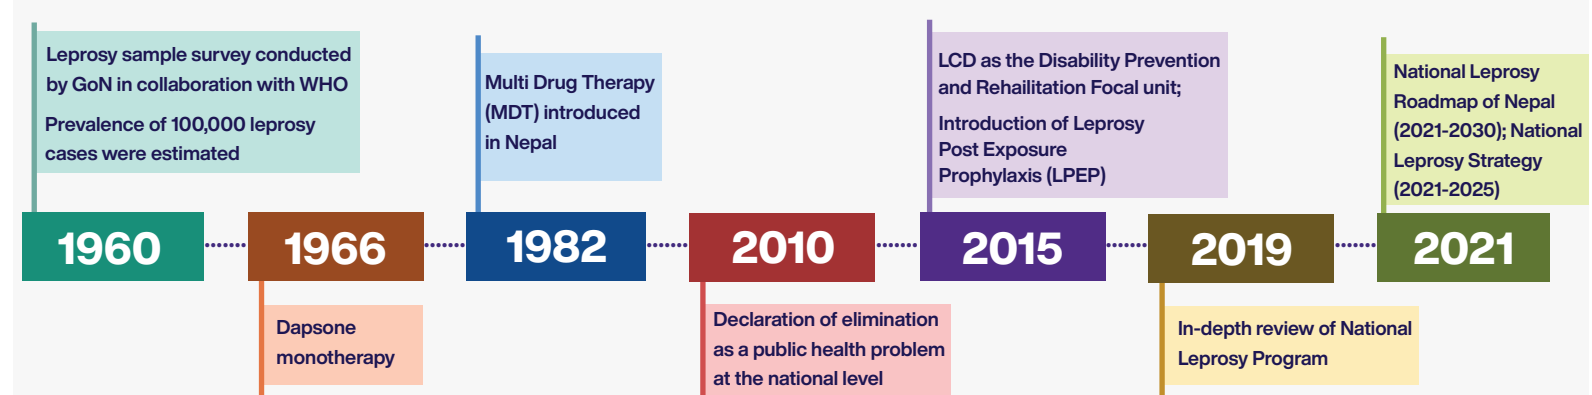 Leprosy sample survey conducted
by GoN in collaboration with WHO
Prevalence of 100,000 leprosy
cases were estimated
Multi Drug Therapy
(MDT) introduced
in Nepal
LCD as the Disability Prevention
and Rehailitation Focal unit;
Introduction of Leprosy
Post Exposure
Prophylaxis (LPEP)
National Leprosy
Roadmap of Nepal
(2021-2030); National
Leprosy Strategy
(2021-2025)
1960
1966
1982
2010
2015
2019
2021
Dapsone
monotherapy
Declaration of elimination
as a public health problem
at the national level
In-depth review of National
Leprosy Program